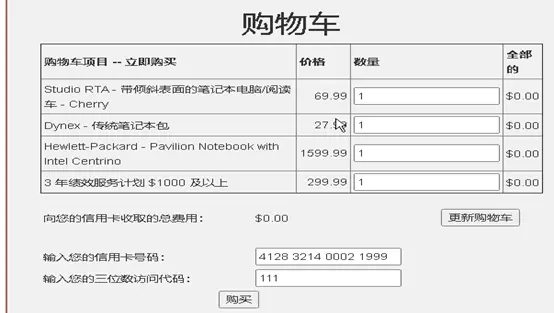 购物车
购物车项目 -- 立即购买 价格 数量 全部的
Studio RTA - 带倾斜表面的笔记本电脑/阅读
车 - Cherry 69.99 1 $0.00
Dynex - 传统笔记本包 27. 1 $0.00
Hewlett-Packard - Pavilion Notebook with
Intel Centrino 1599.99 1 $0.00
3 年绩效服务计划 $1000 及以上 299.99 1 $0.00
向您的信用卡收取的总费用: $0.00 更新购物车
输入您的信用卡号码: 4128 3214 0002 1999
输入您的三位数访问代码: 111
购买